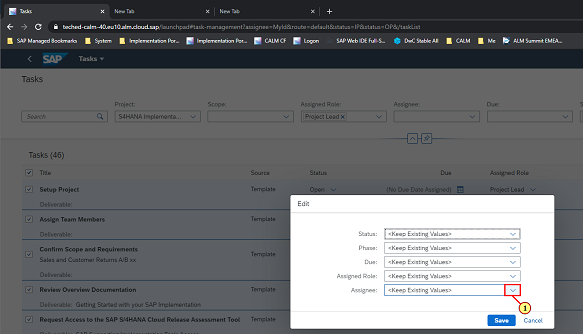 Tasks
New Tab
New Tab
teched-calm-40.eu10.alm.cloud.sap/launchpad#task-management?assignee=MyId&route=default&status=IP&status=OP&/taskList
SAP Managed Bookmarks
System
Implementation Por...
CALM CF
Logon
SAP Web IDE Full-S...
DwC Stable All
CALM
Me
ALM Summit EMEA...
SAP
Tasks
Tasks
Project:
Scope:
Assigned Role:
Assignee:
Due:
Search
S4HANA Implementa...
Project Lead
Tasks (46)
Title
Source
Status
Due
Assigned Role
Setup Project
Template
Open
(No Due Date Assigned)
Project Lead
Deliverable:
Assign Team Members
Template
Deliverable:
Confirm Scope and Requirements
Template
Sales and Customer Returns A/B xx
Review Overview Documentation
Template
Deliverable: Getting Started with your SAP Implementation
Request Access to the SAP S/4HANA Cloud Release Assessment Tool
Template
Edit
Status: <Keep Existing Values>
Phase: <Keep Existing Values>
Due: <Keep Existing Values>
Assigned Role: <Keep Existing Values>
Assignee: <Keep Existing Values>
1
Save
Cancel